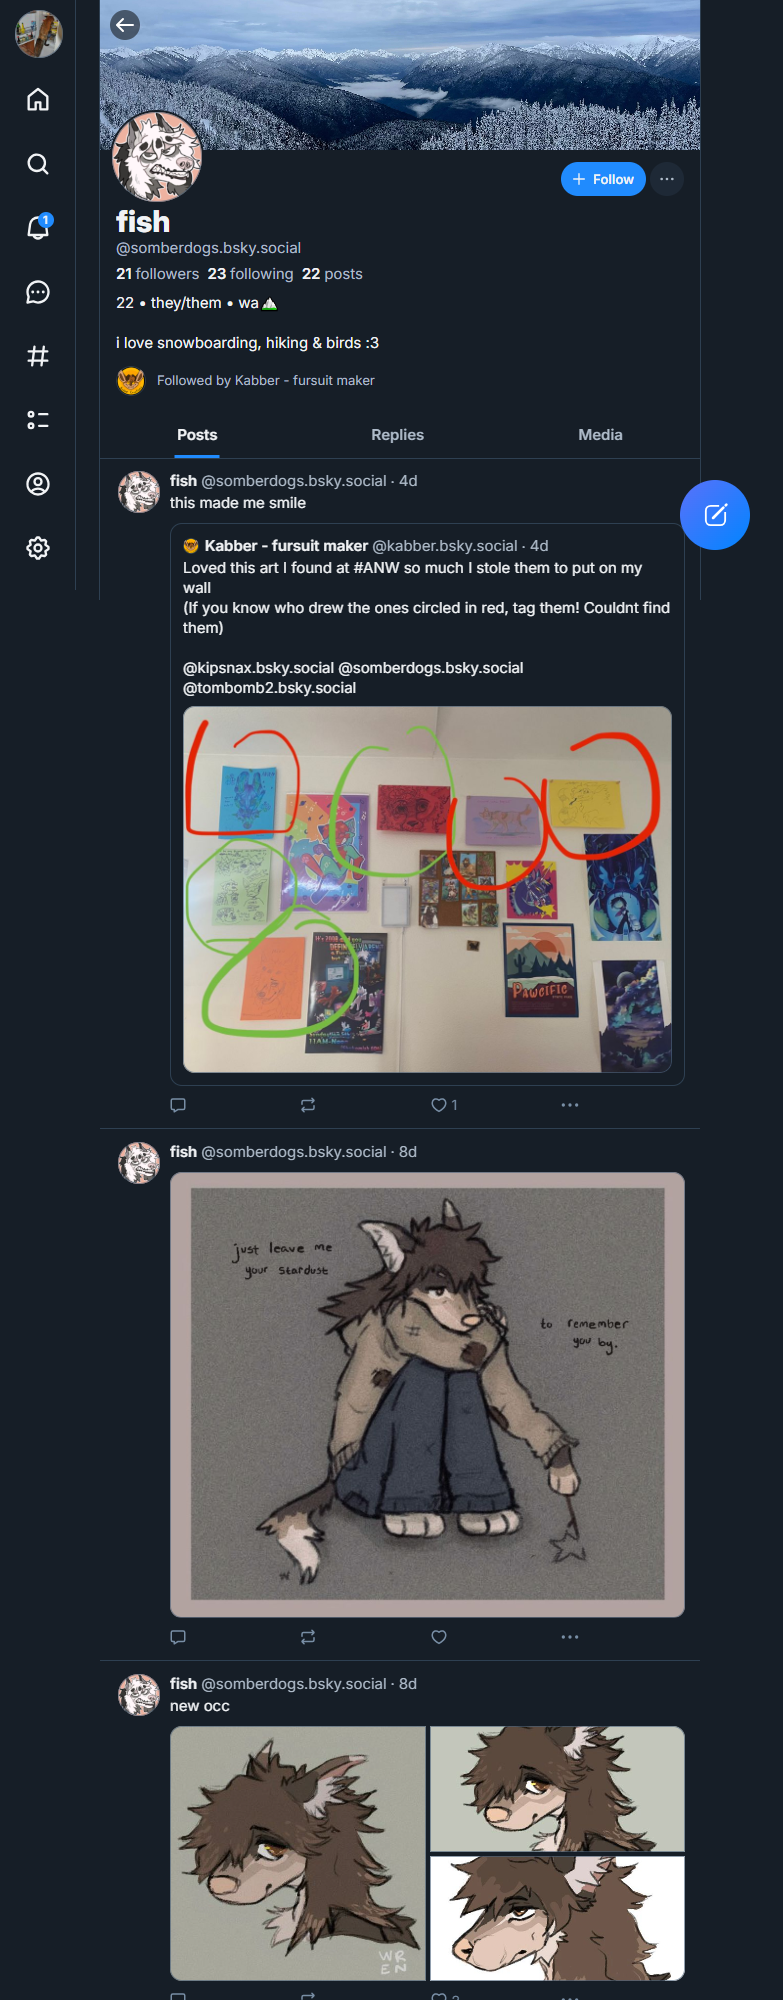 1
Follow
fish
@somberdogs.bsky.social
21 followers 23 following 22 posts
22 • they/them • wa🏔️
i love snowboarding, hiking & birds :3
Followed by Kabber - fursuit maker
Posts Replies Media
fish @somberdogs.bsky.social · 4d
this made me smile
Kabber - fursuit maker @kabber.bsky.social · 4d
Loved this art I found at #ANW so much I stole them to put on my
wall
(If you know who drew the ones circled in red, tag them! Couldnt find
them)
@kipsnax.bsky.social @somberdogs.bsky.social
@tombomb2.bsky.social
PAWCIFIC
1
fish @somberdogs.bsky.social · 8d
just leave me
your stardust
to remember
you by.
fish @somberdogs.bsky.social · 8d
new occ
WR
EN